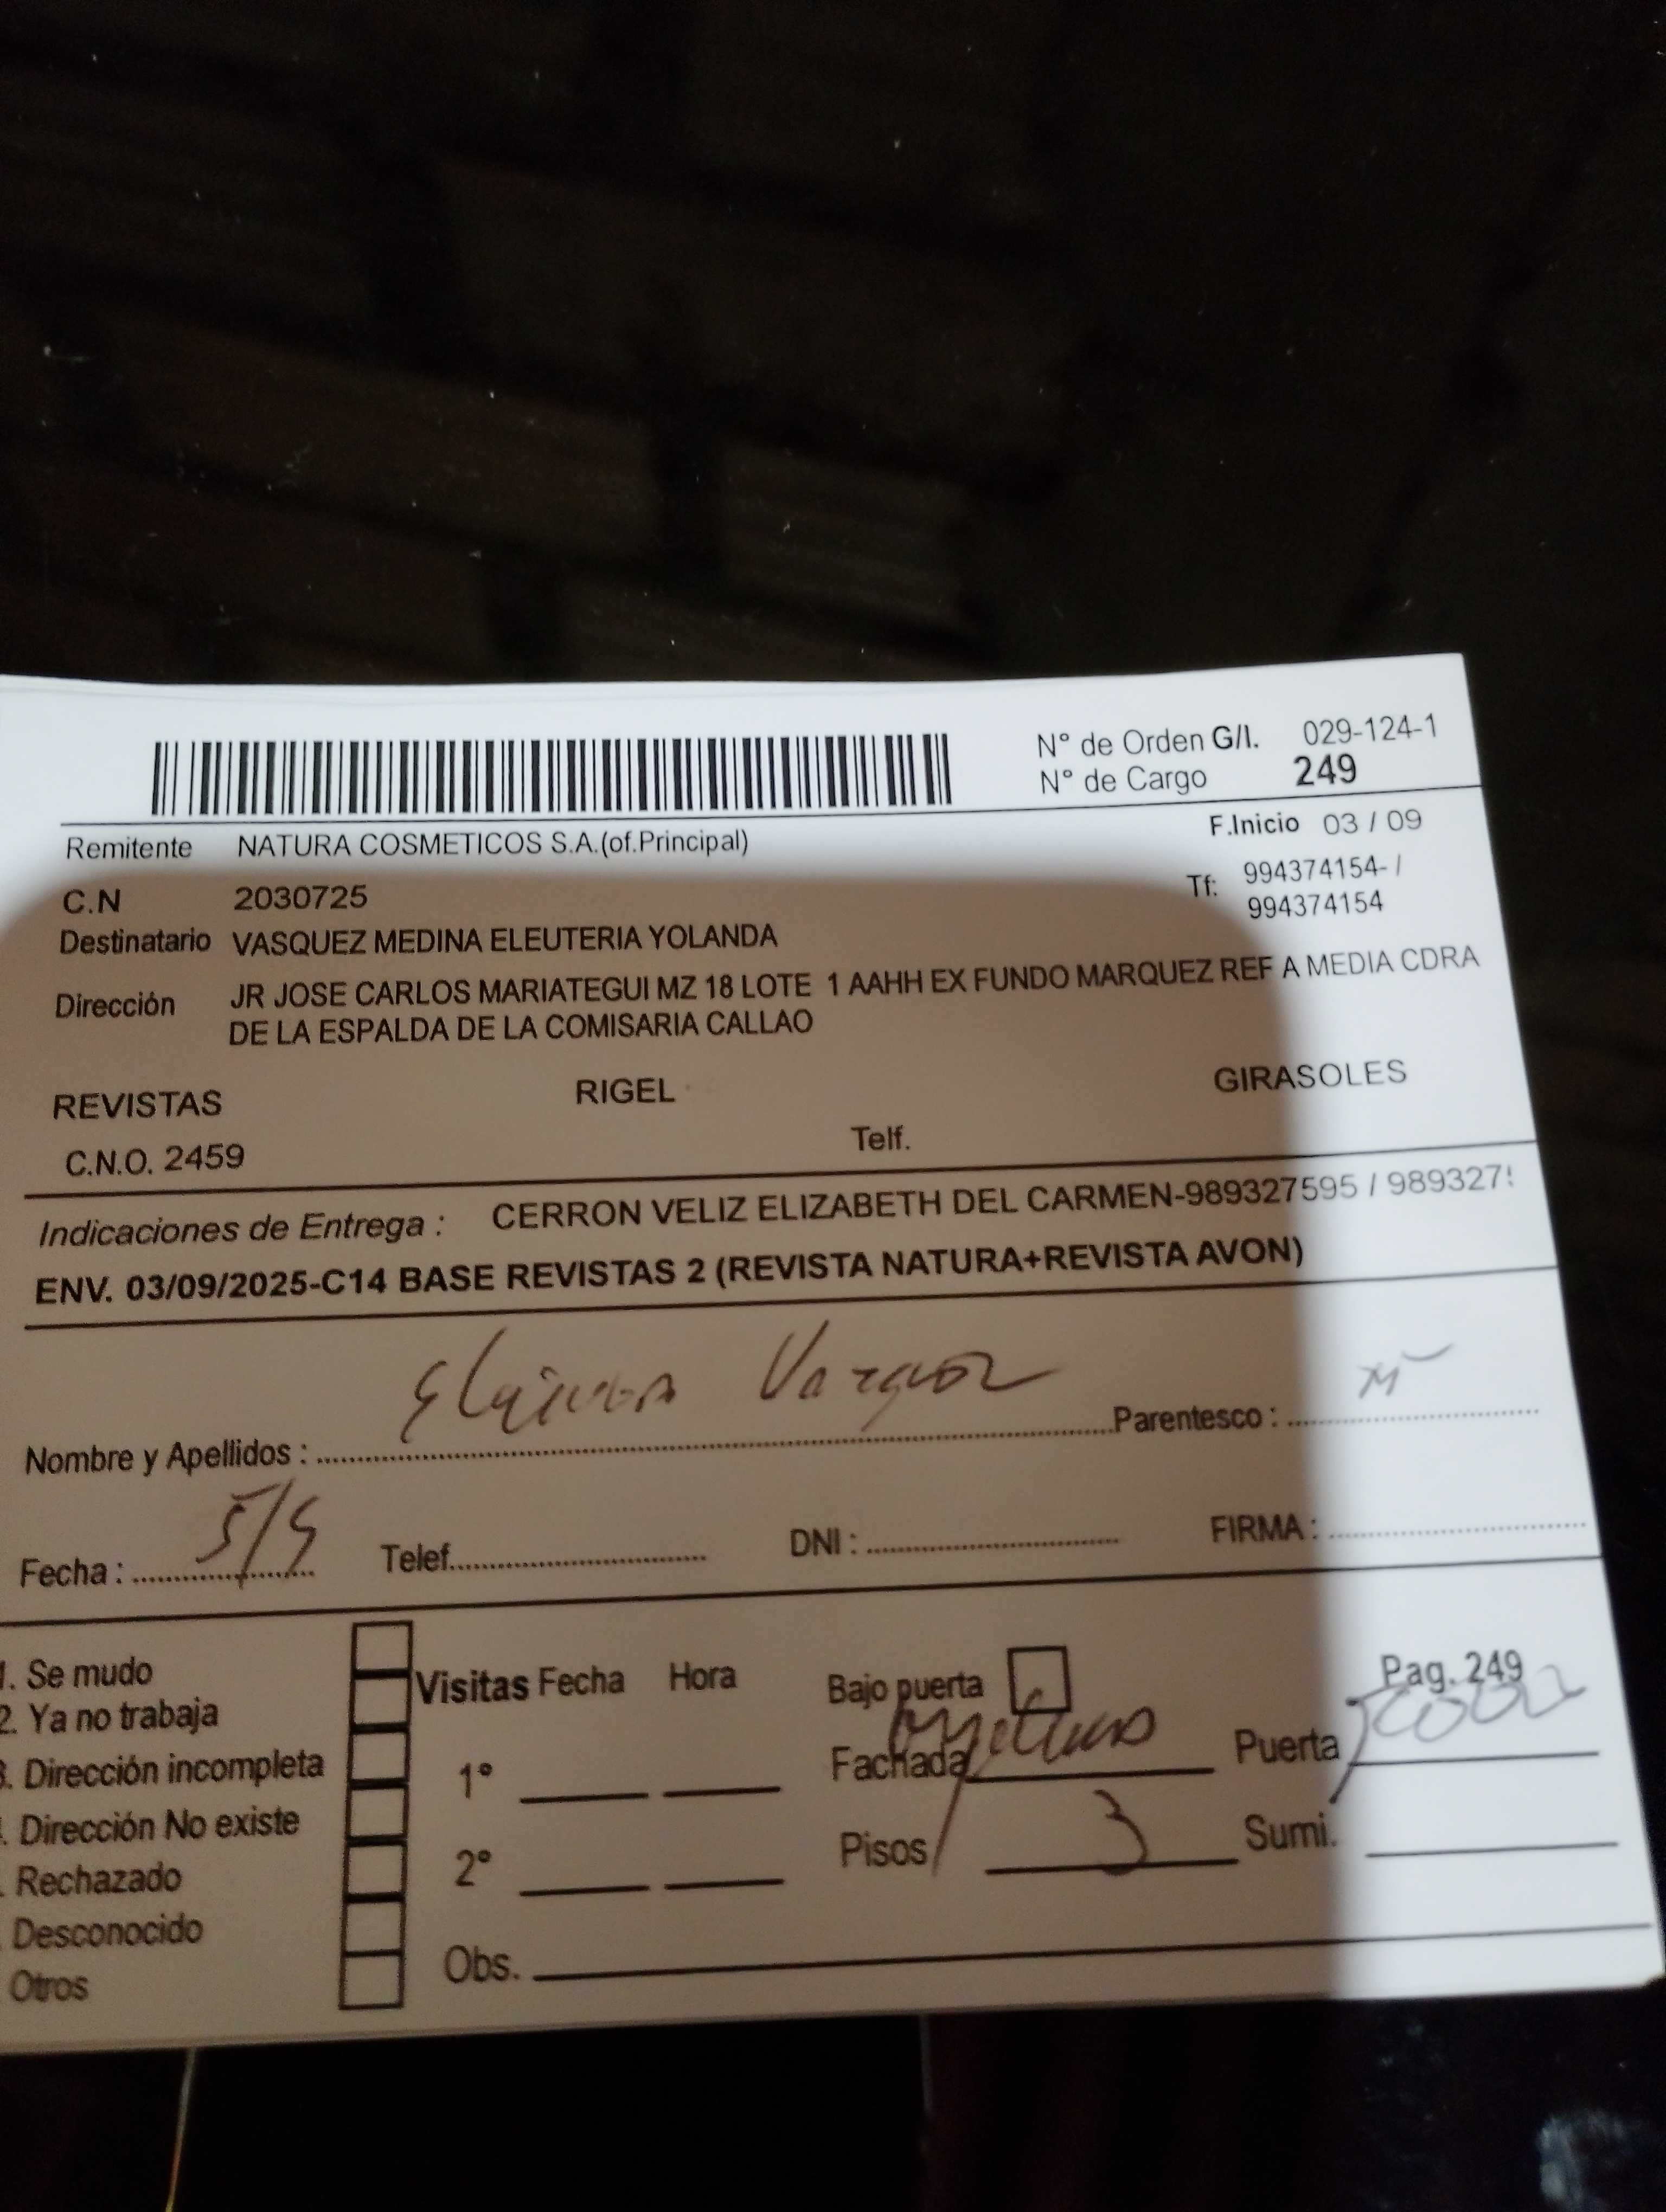 N° de Orden G/I. 029-124-1
N° de Cargo 249
Remitente NATURA COSMETICOS S.A.(of.Principal)
F.Inicio 03 / 09
C.N 2030725
Tf: 994374154- /
994374154
Destinatario VASQUEZ MEDINA ELEUTERIA YOLANDA
Dirección JR JOSE CARLOS MARIATEGUI MZ 18 LOTE 1 AAHH EX FUNDO MARQUEZ REF A MEDIA CDRA
DE LA ESPALDA DE LA COMISARIA CALLAO
REVISTAS RIGEL GIRASOLES
C.N.O. 2459 Telf.
Indicaciones de Entrega : CERRON VELIZ ELIZABETH DEL CARMEN-989327595 / 989327
ENV. 03/09/2025-C14 BASE REVISTAS 2 (REVISTA NATURA+REVISTA AVON)
Nombre y Apellidos : Parentesco :
Fecha : 5/9 Telef. DNI : FIRMA :
1. Se mudo
2. Ya no trabaja
3. Dirección incompleta
. Dirección No existe
. Rechazado
Desconocido
Otros
Visitas Fecha Hora
1°
2°
Obs.
Bajo puerta Pag. 249
Fachada Puerta
Pisos 3 Sumi.